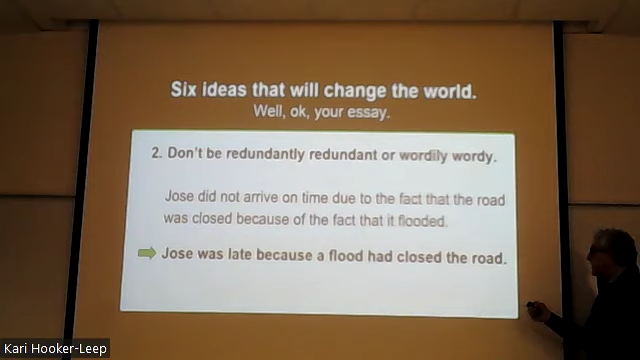 Six ideas that will change the world.
Well, ok, your essay.
2. Don't be redundantly redundant or wordily wordy.
Jose did not arrive on time due to the fact that the road
was closed because of the fact that it flooded.
Jose was late because a flood had closed the road.
Kari Hooker-Leep